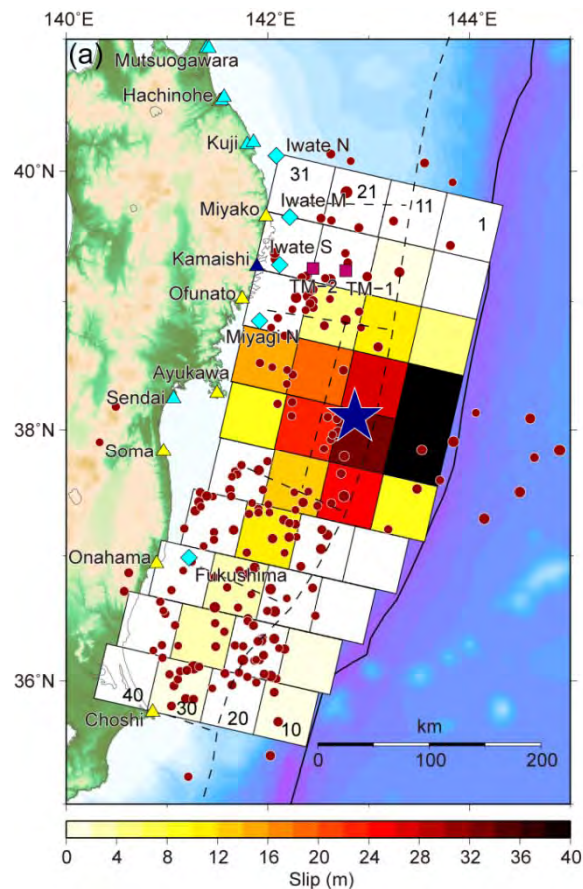 140˚E 142˚E 144˚E
(a)
Mutsuogawara
Hachinohe
Kuji
Iwate N
40˚N
31
21
11
1
Iwate M
Miyako
Iwate S
Kamaishi
TM−2 TM−1
Ofunato
Miyagi N
Ayukawa
Sendai
38˚N
Soma
Onahama
Fukushima
36˚N
40
30
20
10
Choshi
km
0 100 200
0 4 8 12 16 20 24 28 32 36 40
Slip (m)